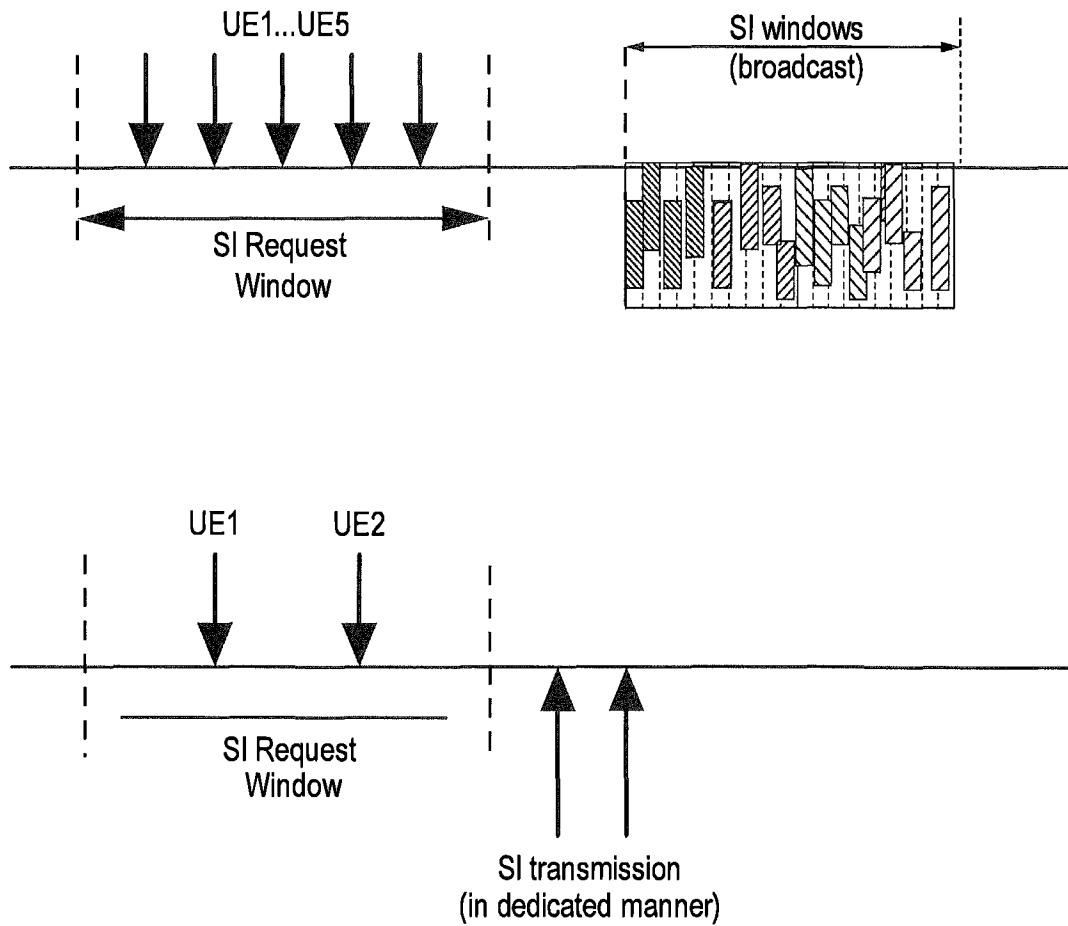 UE1...UE5
SI windows
(broadcast)
SI Request
Window
UE1
UE2
SI Request
Window
SI transmission
(in dedicated manner)